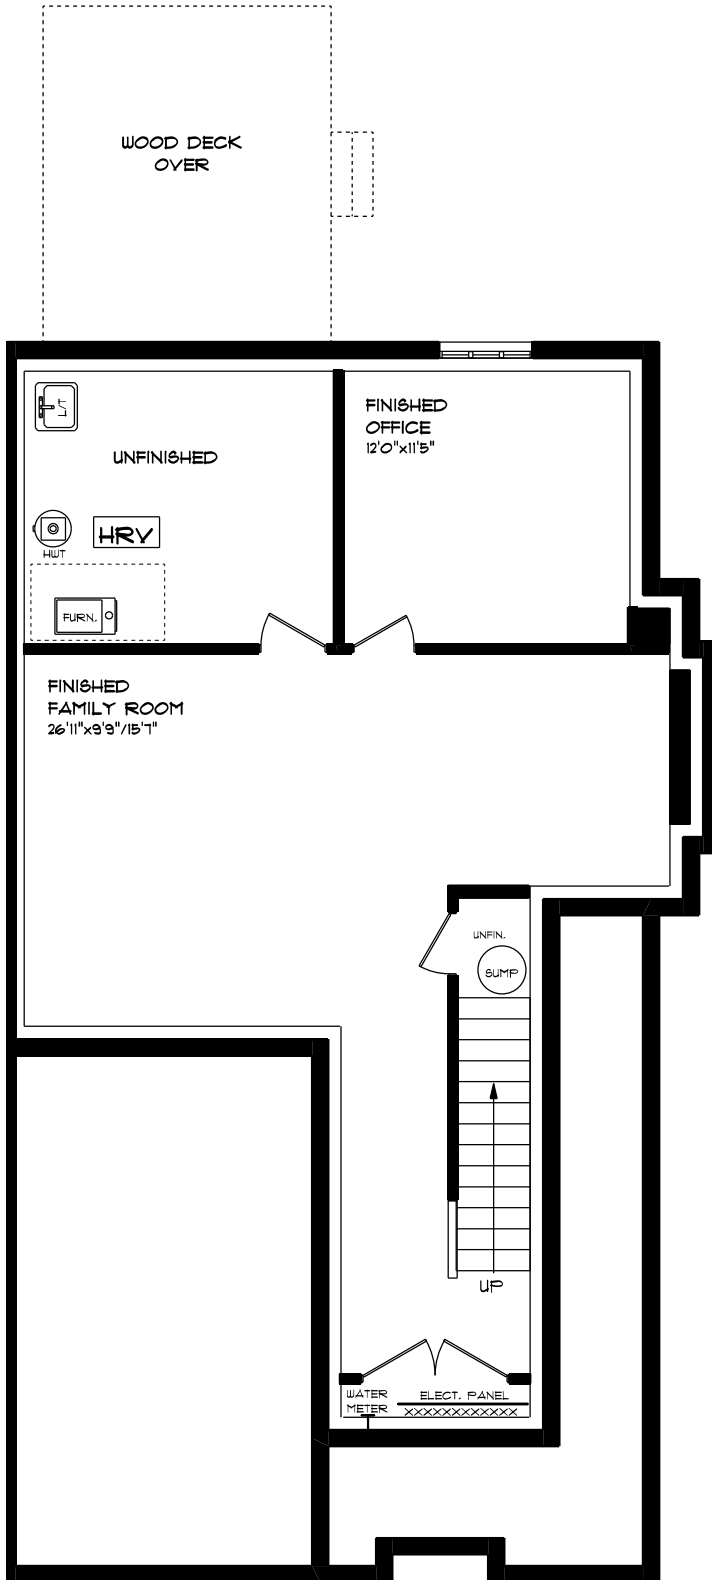 WOOD DECK
OVER
FINISHED
OFFICE
12'0"x11'5"
L/T
UNFINISHED
HRV
HWT
FURN.
FINISHED
FAMILY ROOM
26'11"x9'9"/15'7"
UNFIN.
SUMP
UP
WATER
METER
ELECT. PANEL
XXXXXXXXXXXX